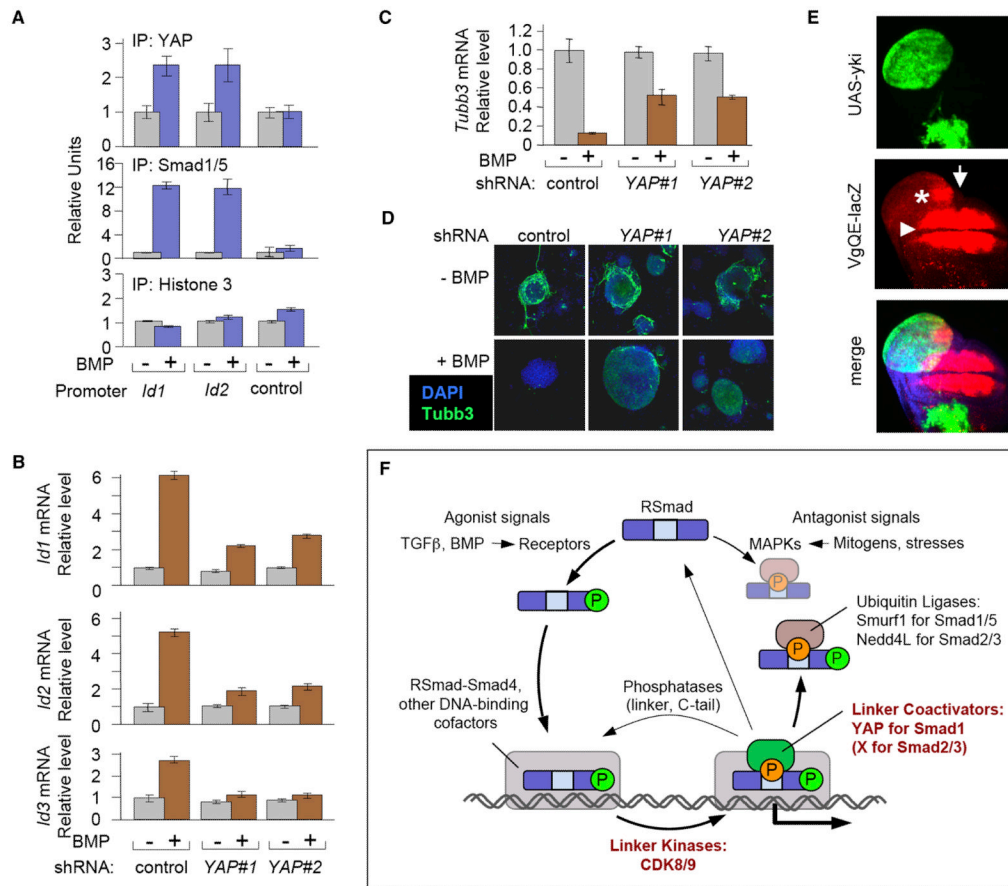 A
IP: YAP
3
2
1
0
IP: Smad1/5
15
10
5
0
IP: Histone 3
3
2
1
0
Relative Units
- + - + - +
BMP
Promoter Id1 Id2 control
B
6
4
2
0
Id1 mRNA
Relative level
6
4
2
0
Id2 mRNA
Relative level
3
2
1
0
Id3 mRNA
Relative level
BMP - + - + - +
shRNA: control YAP#1 YAP#2
C
Tubb3 mRNA
Relative level
1.2
1.0
0.8
0.6
0.4
0.2
0
BMP - + - + - +
shRNA: control YAP#1 YAP#2
D
shRNA control YAP#1 YAP#2
- BMP
+ BMP
DAPI
Tubb3
E
UAS-yki
VgQE-lacZ
*
merge
F
RSmad
Agonist signals
TGFβ, BMP Receptors
Antagonist signals
MAPKs Mitogens, stresses
P
P
P
P
Ubiquitin Ligases:
Smurf1 for Smad1/5
Nedd4L for Smad2/3
RSmad-Smad4,
other DNA-binding
cofactors
Phosphatases
(linker, C-tail)
Linker Coactivators:
YAP for Smad1
(X for Smad2/3)
P
P
P
Linker Kinases:
CDK8/9